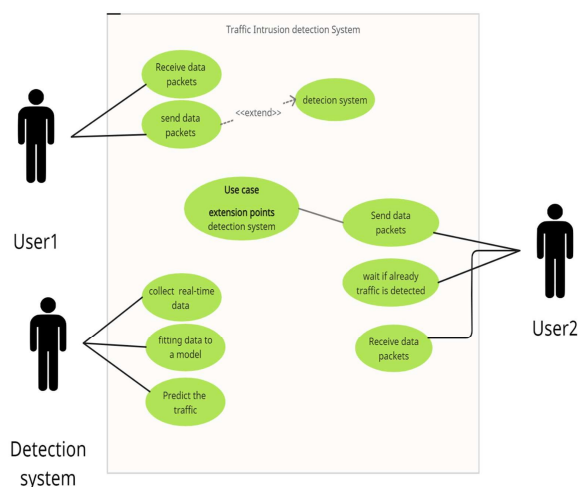 Traffic Intrusion detection System
Receive data
packets
send data
packets
<<extend>>
detecion system
User1
Use case
extension points
detection system
Send data
packets
wait if already
traffic is detected
Receive data
packets
User2
collect real-time
data
fitting data to
a model
Predict the
traffic
Detection
system